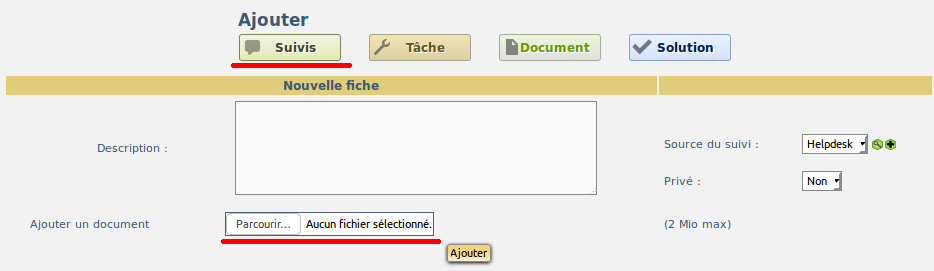 Ajouter
Suivis Tâche Document Solution
Nouvelle fiche
Description :
Source du suivi : Helpdesk
Privé : Non
Ajouter un document Parcourir... Aucun fichier sélectionné. (2 Mio max)
Ajouter